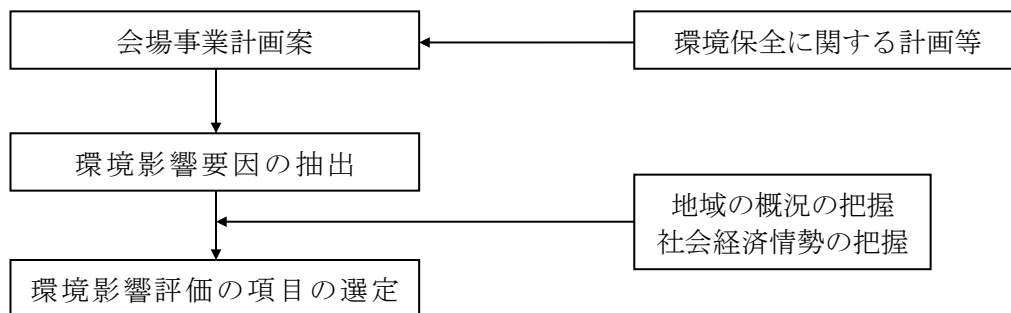 会場事業計画案
環境保全に関する計画等
環境影響要因の抽出
地域の概況の把握
社会経済情勢の把握
環境影響評価の項目の選定